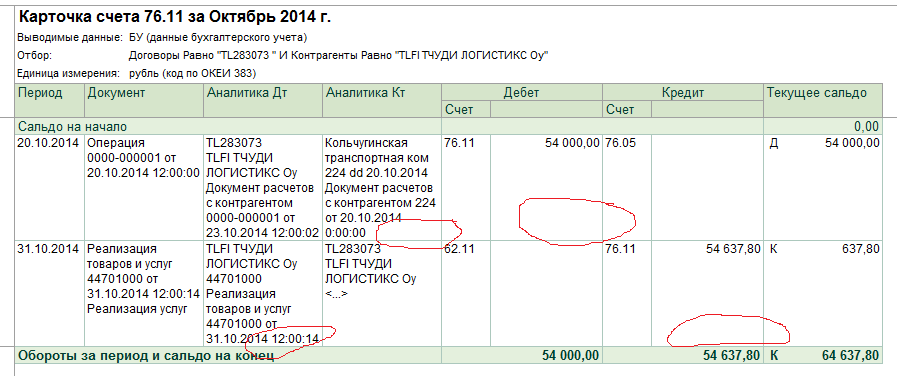 Карточка счета 76.11 за Октябрь 2014 г.
Выводимые данные: БУ (данные бухгалтерского учета)
Отбор: Договоры Равно "TL283073 " И Контрагенты Равно "TLFI ТЧУДИ ЛОГИСТИКС Оу"
Единица измерения: рубль (код по ОКЕИ 383)
Период Документ Аналитика Дт Аналитика Кт Дебет Кредит Текущее сальдо
Счет Счет
Сальдо на начало 0,00
20.10.2014 Операция TL283073 Кольчугинская 76.11 54 000,00 76.05 Д 54 000,00
0000-000001 от TLFI ТЧУДИ транспортная ком
20.10.2014 12:00:00 ЛОГИСТИКС Оу 224 dd 20.10.2014
Документ расчетов Документ расчетов
с контрагентом с контрагентом 224
0000-000001 от от 20.10.2014
23.10.2014 12:00:02 0:00:00
31.10.2014 Реализация TLFI ТЧУДИ TL283073 62.11 76.11 54 637,80 К 637,80
товаров и услуг ЛОГИСТИКС Оу TLFI ТЧУДИ
44701000 от 44701000 ЛОГИСТИКС Оу
31.10.2014 12:00:14 Реализация <...>
Реализация услуг товаров и услуг
44701000 от
31.10.2014 12:00:14
Обороты за период и сальдо на конец 54 000,00 54 637,80 К 64 637,80